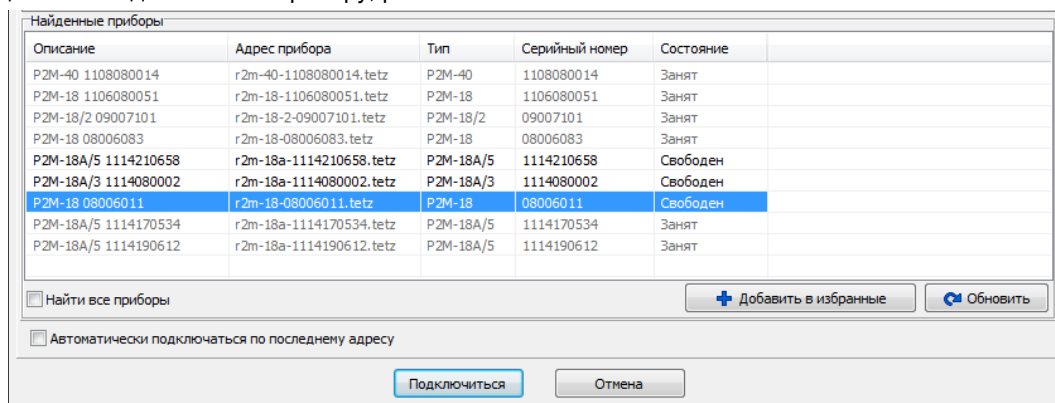 Найденные приборы
Описание Адрес прибора Тип Серийный номер Состояние
Р2М-40 1108080014 r2m-40-1108080014.tetz Р2М-40 1108080014 Занят
Р2М-18 1106080051 r2m-18-1106080051.tetz Р2М-18 1106080051 Занят
Р2М-18/2 09007101 r2m-18-2-09007101.tetz Р2М-18/2 09007101 Занят
Р2М-18 08006083 r2m-18-08006083.tetz Р2М-18 08006083 Занят
Р2М-18А/5 1114210658 r2m-18a-1114210658.tetz Р2М-18А/5 1114210658 Свободен
Р2М-18А/3 1114080002 r2m-18a-1114080002.tetz Р2М-18А/3 1114080002 Свободен
Р2М-18 08006011 r2m-18-08006011.tetz Р2М-18 08006011 Свободен
Р2М-18А/5 1114170534 r2m-18a-1114170534.tetz Р2М-18А/5 1114170534 Занят
Р2М-18А/5 1114190612 r2m-18a-1114190612.tetz Р2М-18А/5 1114190612 Занят
Найти все приборы Добавить в избранные Обновить
Автоматически подключаться по последнему адресу
Подключиться Отмена